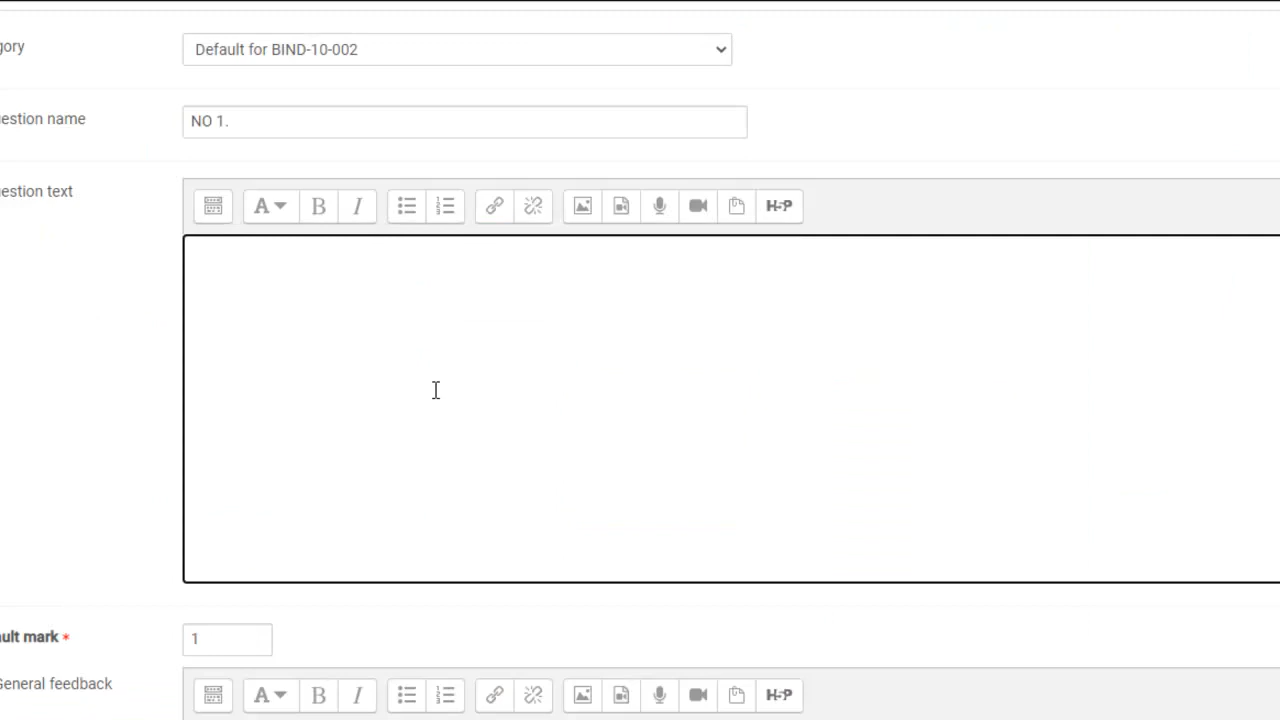 gory
Default for BIND-10-002
estion name
NO 1.
estion text
A B I H-P
ult mark *
1
General feedback
A B I H-P